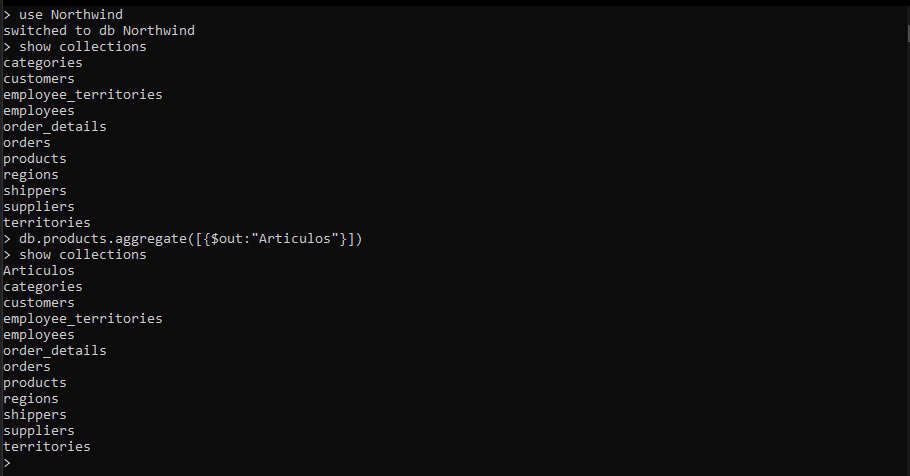 > use Northwind
switched to db Northwind
> show collections
categories
customers
employee_territories
employees
order_details
orders
products
regions
shippers
suppliers
territories
> db.products.aggregate([{$out:"Articulos"}])
> show collections
Articulos
categories
customers
employee_territories
employees
order_details
orders
products
regions
shippers
suppliers
territories
>